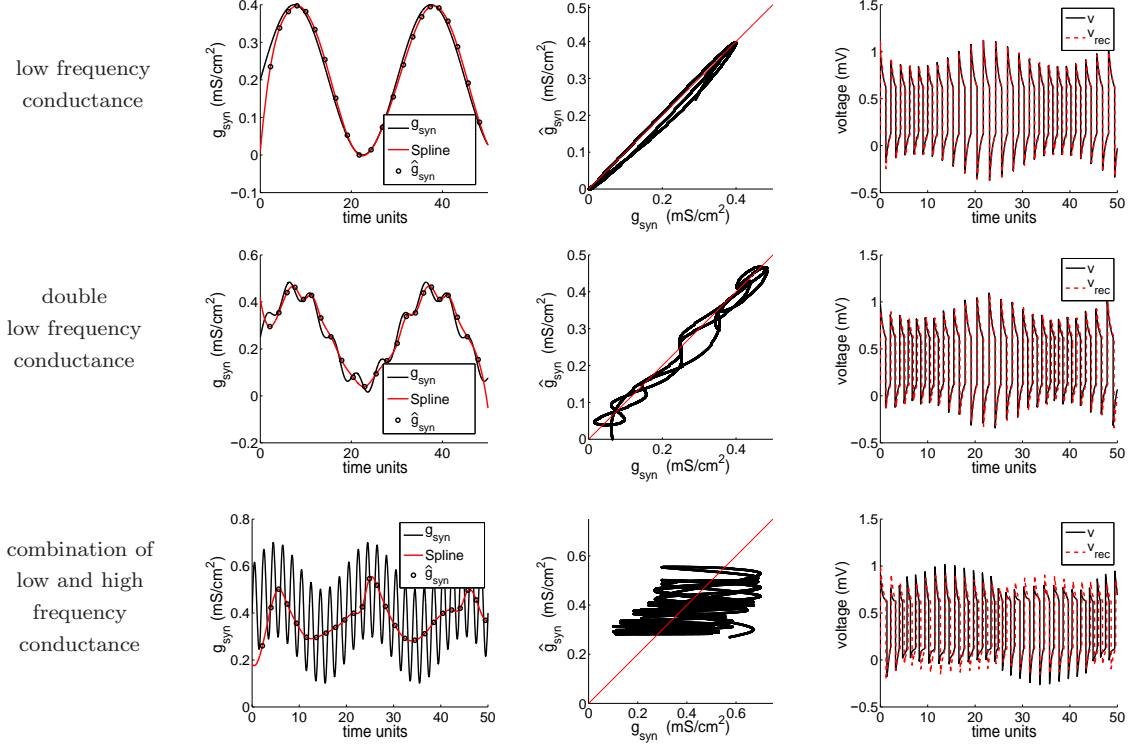 low frequency
conductance
0.4
0.3
0.2
0.1
0
−0.1
0
20
40
time units
g_syn (mS/cm²)
g_syn
Spline
ĝ_syn
0.5
0.4
0.3
0.2
0.1
0
0
0.2
0.4
g_syn (mS/cm²)
ĝ_syn (mS/cm²)
1.5
1
0.5
0
−0.5
0
10
20
30
40
50
time units
voltage (mV)
v
v_rec
double
low frequency
conductance
0.6
0.4
0.2
0
−0.2
0
20
40
time units
g_syn (mS/cm²)
g_syn
Spline
ĝ_syn
0.5
0.4
0.3
0.2
0.1
0
0
0.2
0.4
g_syn (mS/cm²)
ĝ_syn (mS/cm²)
1.5
1
0.5
0
−0.5
0
10
20
30
40
50
time units
voltage (mV)
v
v_rec
combination of
low and high
frequency
conductance
0.8
0.6
0.4
0.2
0
0
10
20
30
40
50
time units
g_syn (mS/cm²)
g_syn
Spline
ĝ_syn
0.6
0.4
0.2
0
0
0.2
0.4
0.6
g_syn (mS/cm²)
ĝ_syn (mS/cm²)
1.5
1
0.5
0
−0.5
0
10
20
30
40
50
time units
voltage (mV)
v
v_rec